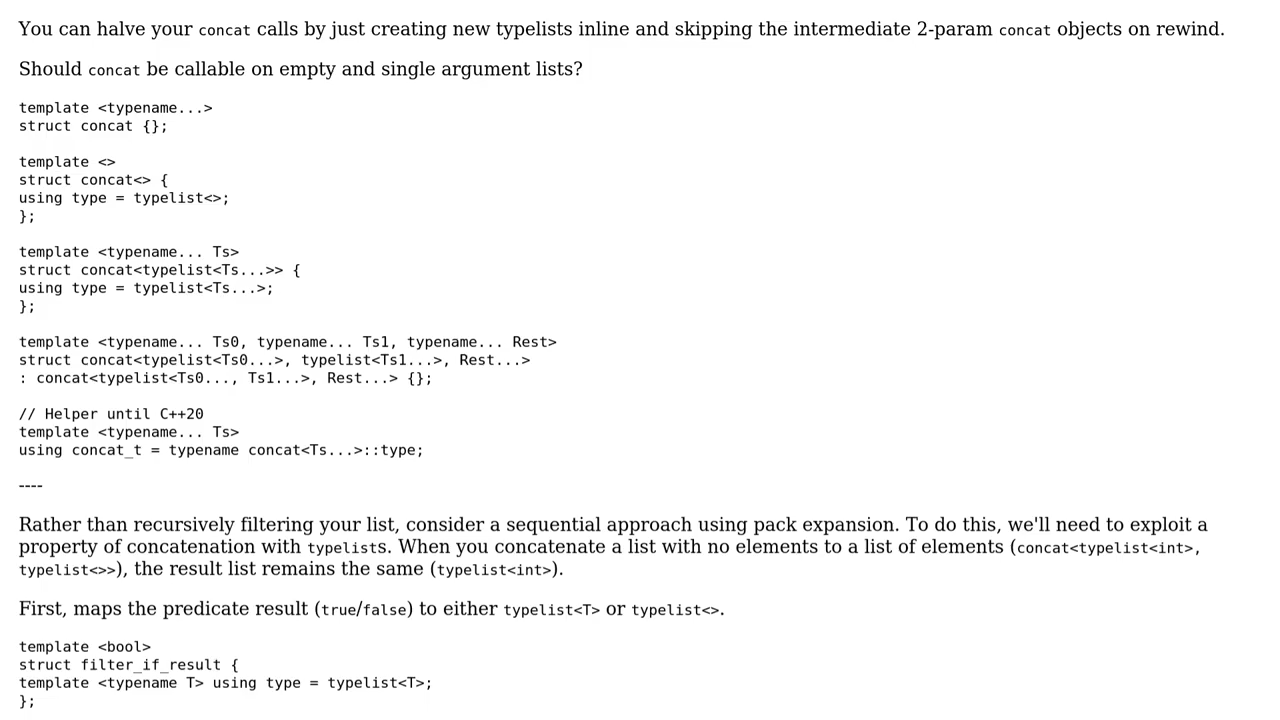 You can halve your concat calls by just creating new typelists inline and skipping the intermediate 2-param concat objects on rewind.
Should concat be callable on empty and single argument lists?
template <typename...>
struct concat {};
template <>
struct concat<> {
using type = typelist<>;
};
template <typename... Ts>
struct concat<typelist<Ts...>> {
using type = typelist<Ts...>;
};
template <typename... Ts0, typename... Ts1, typename... Rest>
struct concat<typelist<Ts0...>, typelist<Ts1...>, Rest...>
: concat<typelist<Ts0..., Ts1...>, Rest...> {};
// Helper until C++20
template <typename... Ts>
using concat_t = typename concat<Ts...>::type;
----
Rather than recursively filtering your list, consider a sequential approach using pack expansion. To do this, we'll need to exploit a
property of concatenation with typelists. When you concatenate a list with no elements to a list of elements (concat<typelist<int>,
typelist<>>), the result list remains the same (typelist<int>).
First, maps the predicate result (true/false) to either typelist<T> or typelist<>.
template <bool>
struct filter_if_result {
template <typename T> using type = typelist<T>;
};